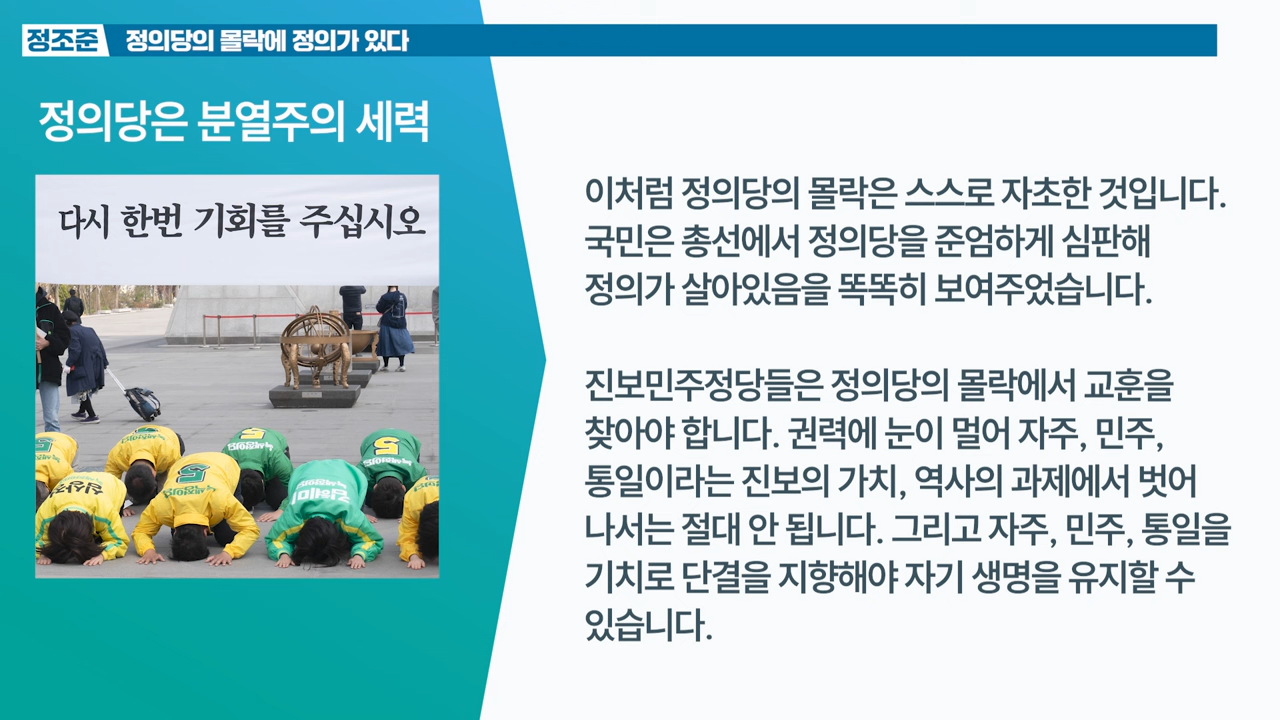 정조준 정의당의 몰락에 정의가 있다
정의당은 분열주의 세력
다시 한번 기회를 주십시오
5
심상정
김혜미
이처럼 정의당의 몰락은 스스로 자초한 것입니다.
국민은 총선에서 정의당을 준엄하게 심판해
정의가 살아있음을 똑똑히 보여주었습니다.
진보민주정당들은 정의당의 몰락에서 교훈을
찾아야 합니다. 권력에 눈이 멀어 자주, 민주,
통일이라는 진보의 가치, 역사의 과제에서 벗어
나서는 절대 안 됩니다. 그리고 자주, 민주, 통일을
기치로 단결을 지향해야 자기 생명을 유지할 수
있습니다.